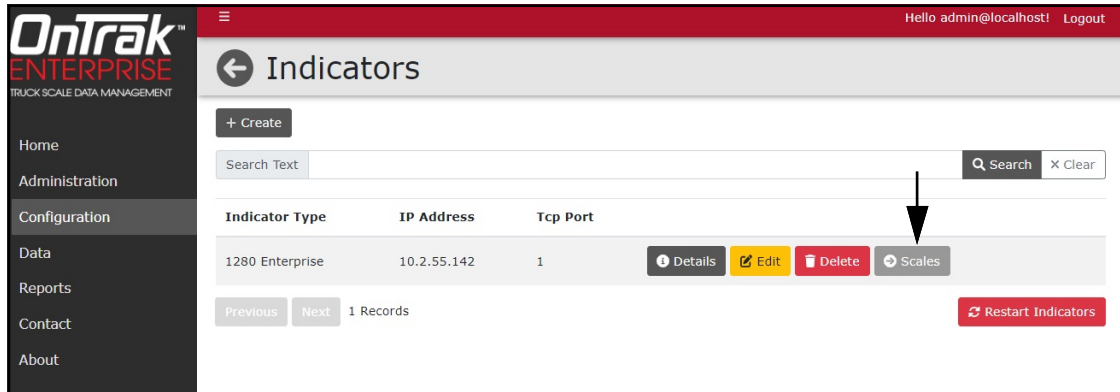 OnTrak™
ENTERPRISE
TRUCK SCALE DATA MANAGEMENT
Home
Administration
Configuration
Data
Reports
Contact
About
Hello admin@localhost! Logout
Indicators
+ Create
Search Text Search × Clear
Indicator Type IP Address Tcp Port
1280 Enterprise 10.2.55.142 1 Details Edit Delete Scales
Previous Next 1 Records Restart Indicators